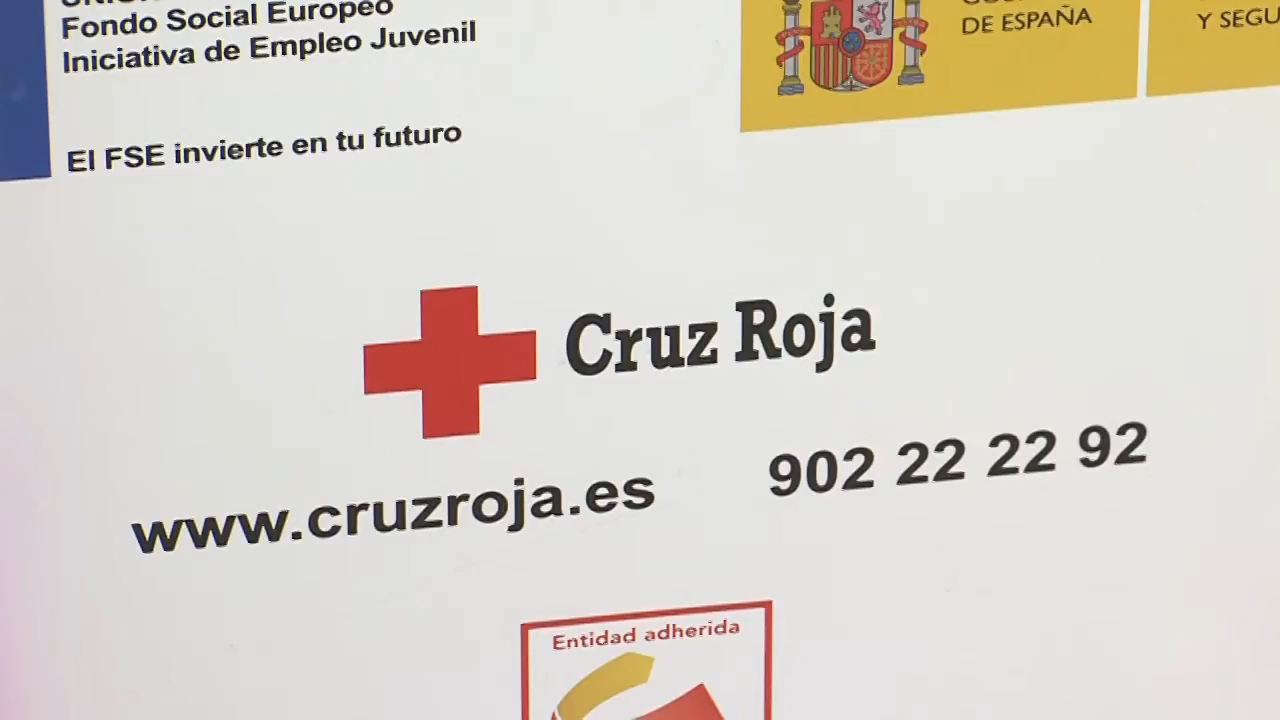 Fondo Social Europeo
Iniciativa de Empleo Juvenil
El FSE invierte en tu futuro
DE ESPAÑA
Y SEGU
Cruz Roja
www.cruzroja.es
902 22 22 92
Entidad adherida